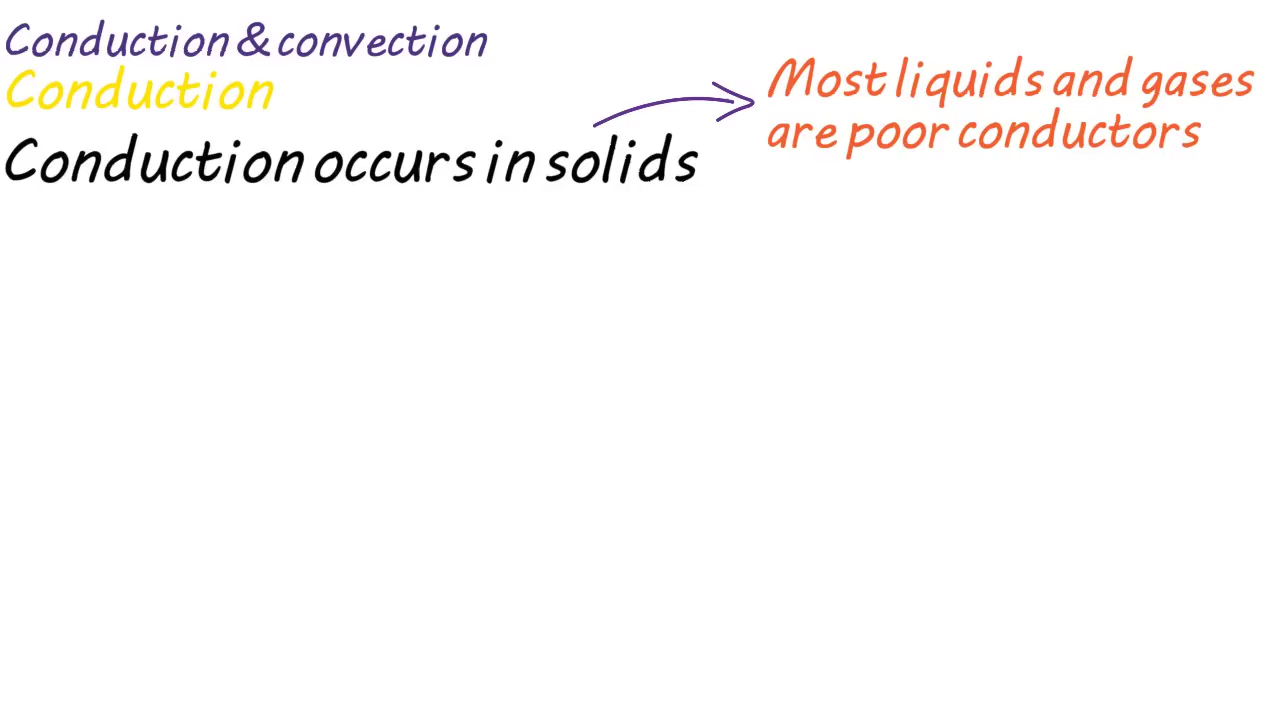 Conduction & convection
Conduction
Conduction occurs in solids
Most liquids and gases
are poor conductors